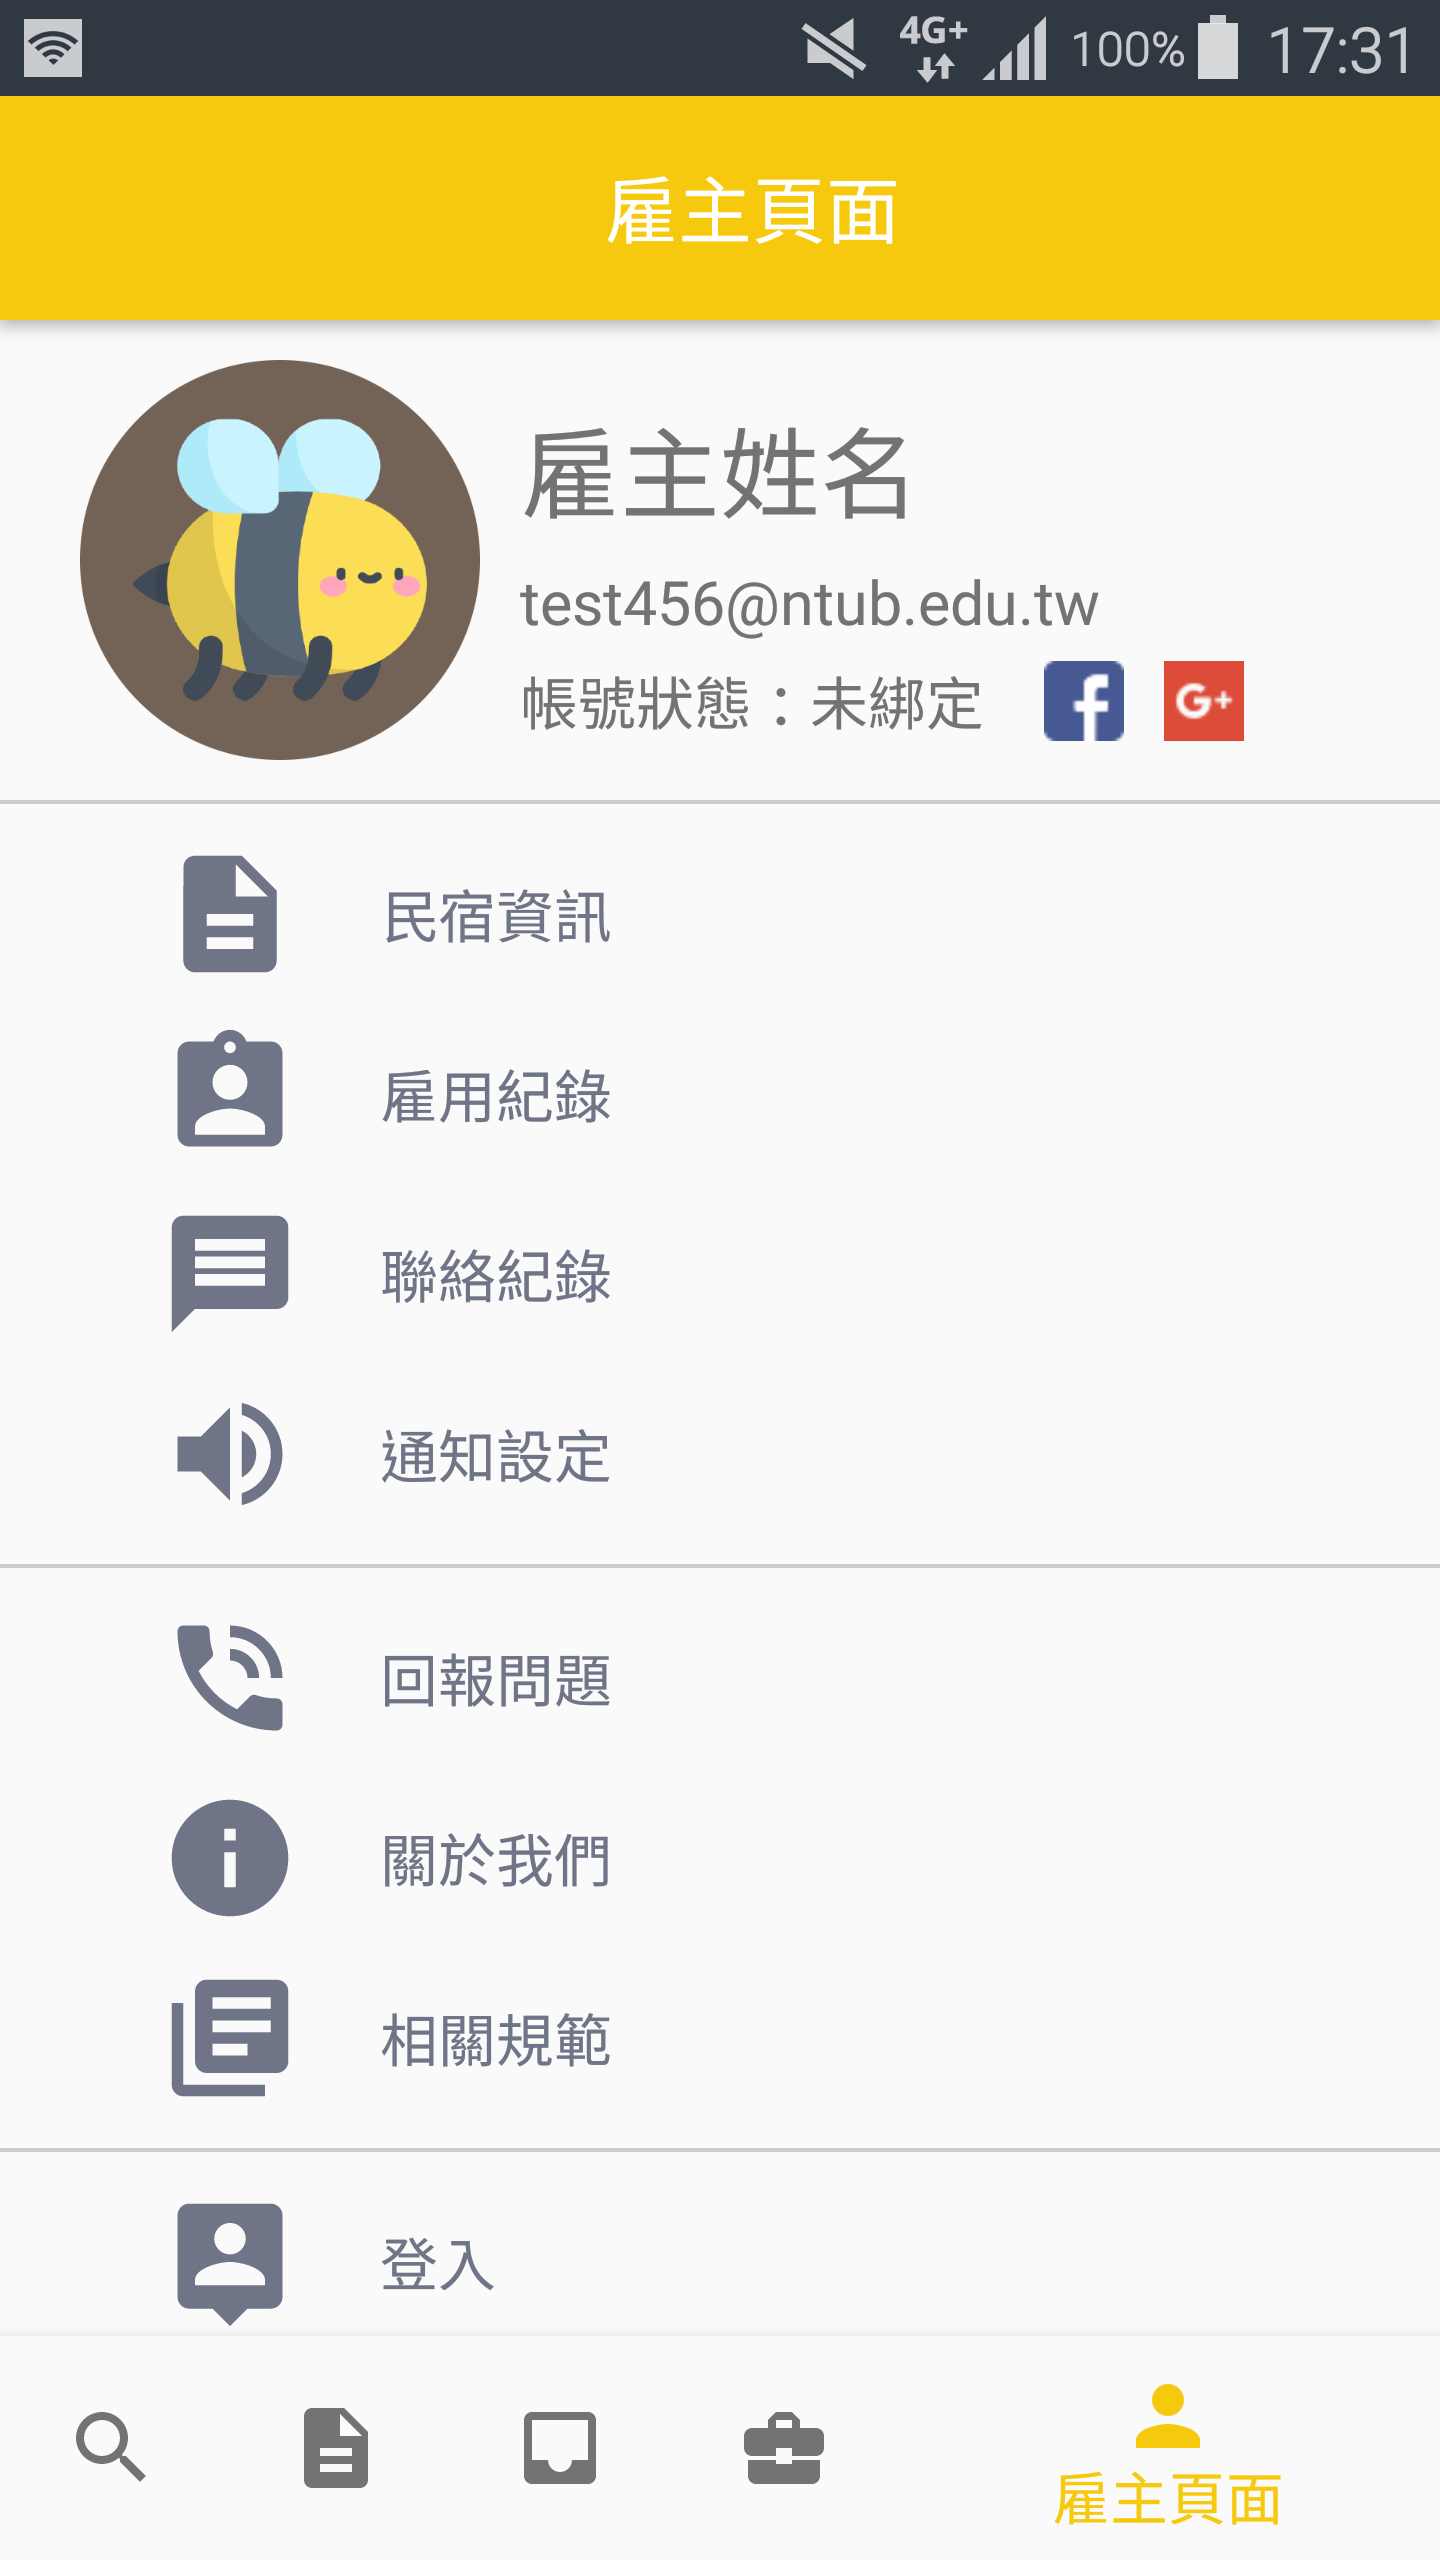 4G+ 100% 17:31
雇主頁面
雇主姓名
test456@ntub.edu.tw
帳號狀態：未綁定 f G+
民宿資訊
雇用紀錄
聯絡紀錄
通知設定
回報問題
關於我們
相關規範
登入
雇主頁面